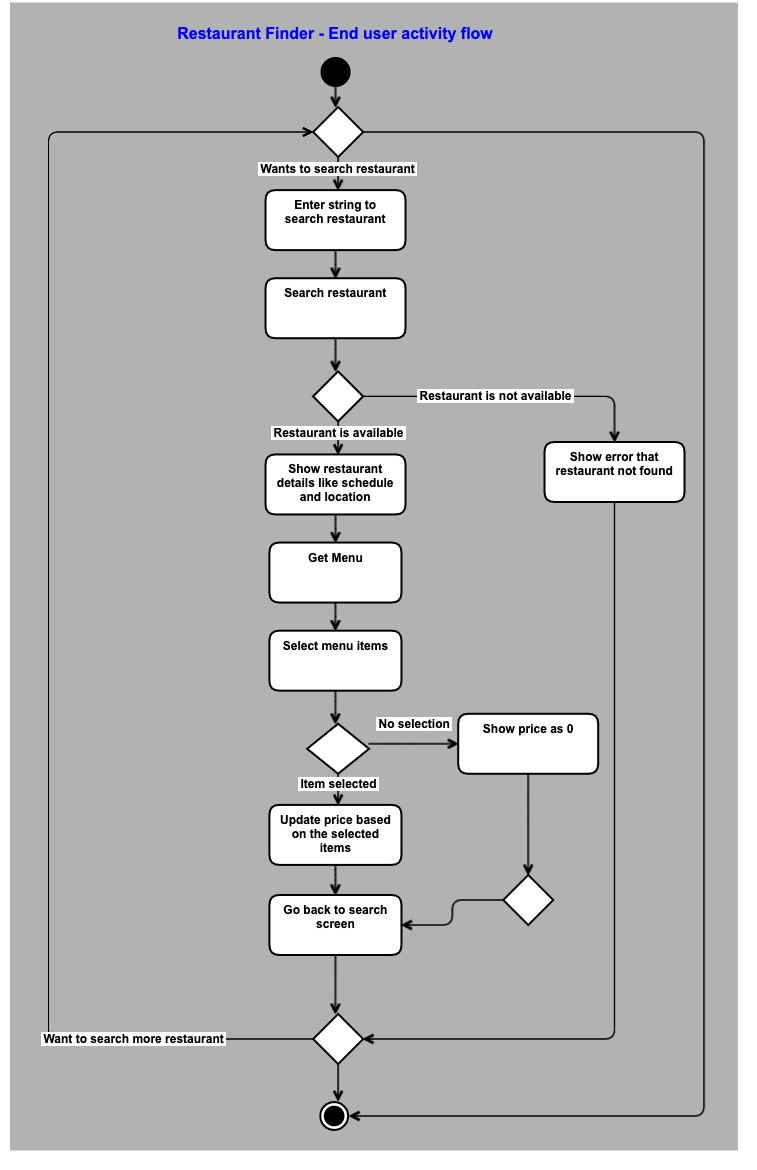 Restaurant Finder - End user activity flow
Wants to search restaurant
Enter string to
search restaurant
Search restaurant
Restaurant is not available
Restaurant is available
Show error that
restaurant not found
Show restaurant
details like schedule
and location
Get Menu
Select menu items
No selection
Show price as 0
Item selected
Update price based
on the selected
items
Go back to search
screen
Want to search more restaurant